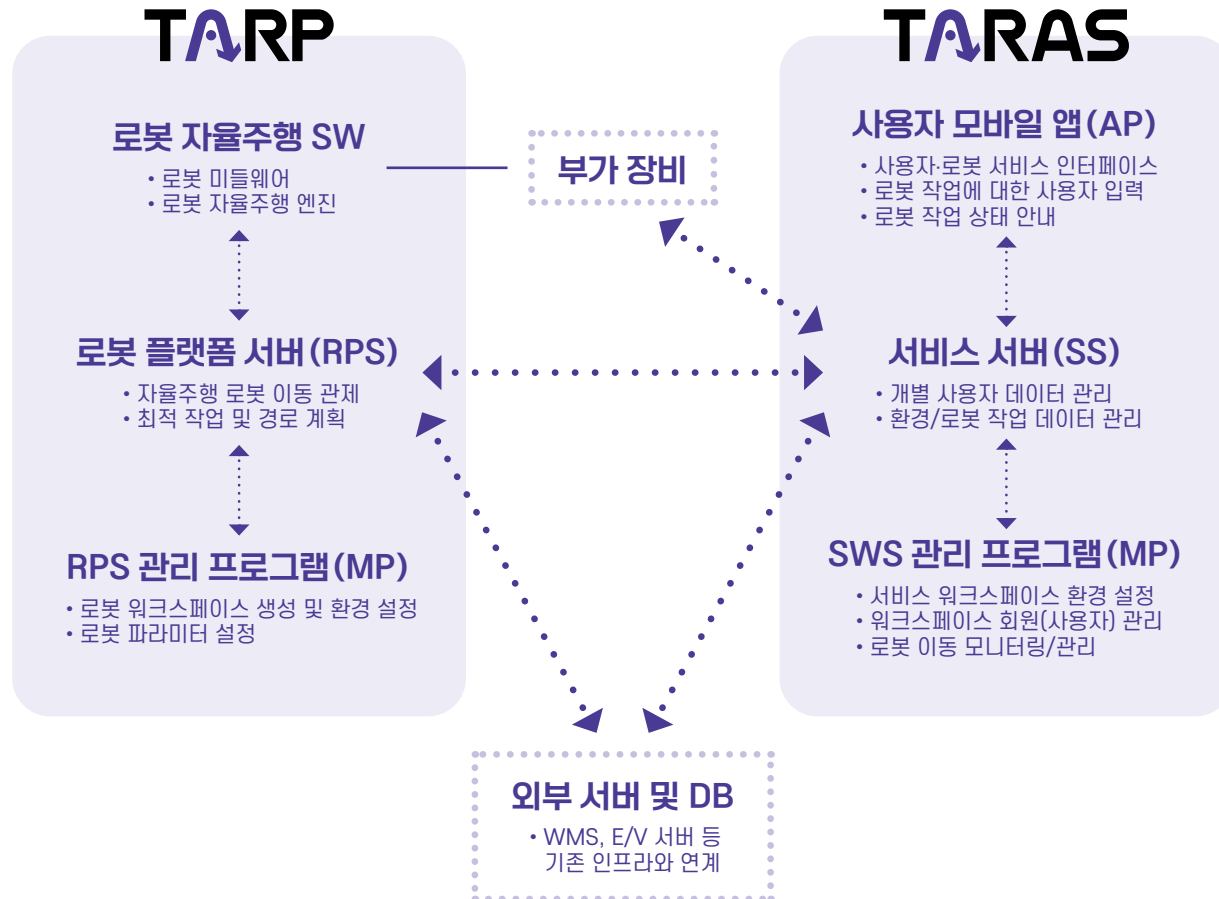 TARP
로봇 자율주행 SW
• 로봇 미들웨어
• 로봇 자율주행 엔진
로봇 플랫폼 서버(RPS)
• 자율주행 로봇 이동 관제
• 최적 작업 및 경로 계획
RPS 관리 프로그램(MP)
• 로봇 워크스페이스 생성 및 환경 설정
• 로봇 파라미터 설정
부가 장비
TARAS
사용자 모바일 앱(AP)
• 사용자·로봇 서비스 인터페이스
• 로봇 작업에 대한 사용자 입력
• 로봇 작업 상태 안내
서비스 서버(SS)
• 개별 사용자 데이터 관리
• 환경/로봇 작업 데이터 관리
SWS 관리 프로그램(MP)
• 서비스 워크스페이스 환경 설정
• 워크스페이스 회원(사용자) 관리
• 로봇 이동 모니터링/관리
외부 서버 및 DB
• WMS, E/V 서버 등
기존 인프라와 연계